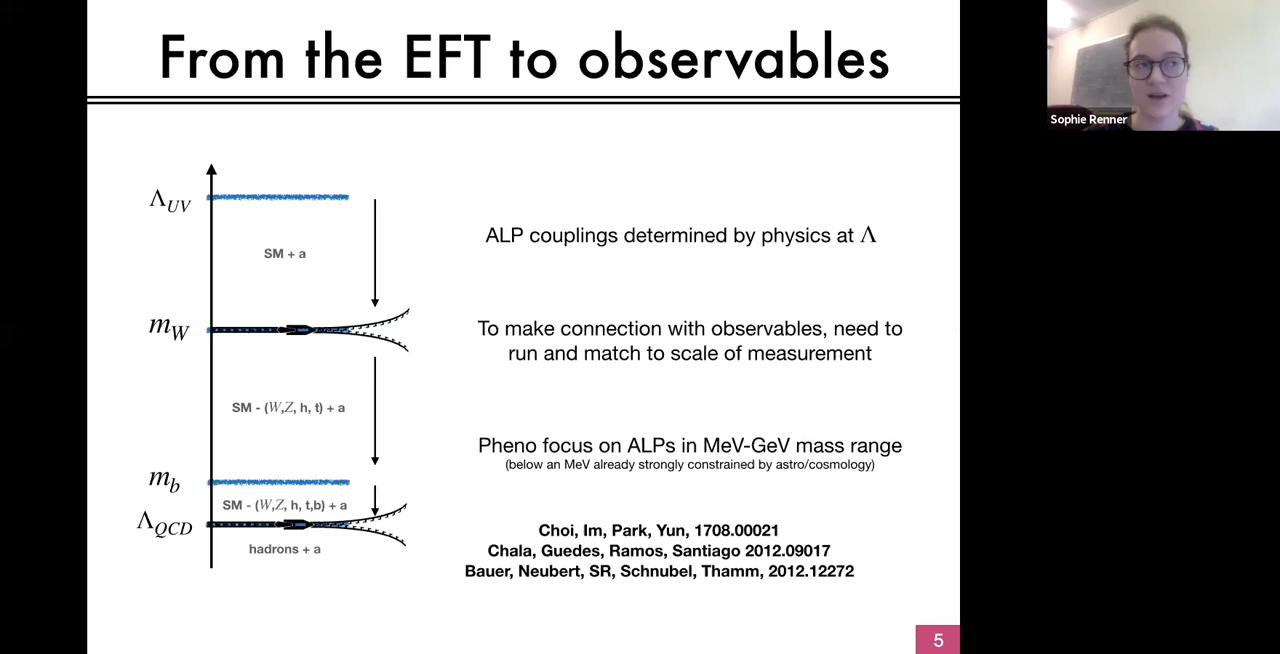 From the EFT to observables
Sophie Renner
Λ_UV
SM + a
ALP couplings determined by physics at Λ
m_W
To make connection with observables, need to
run and match to scale of measurement
SM - (W,Z, h, t) + a
Pheno focus on ALPs in MeV-GeV mass range
(below an MeV already strongly constrained by astro/cosmology)
m_b
SM - (W,Z, h, t,b) + a
Λ_QCD
hadrons + a
Choi, Im, Park, Yun, 1708.00021
Chala, Guedes, Ramos, Santiago 2012.09017
Bauer, Neubert, SR, Schnubel, Thamm, 2012.12272
5